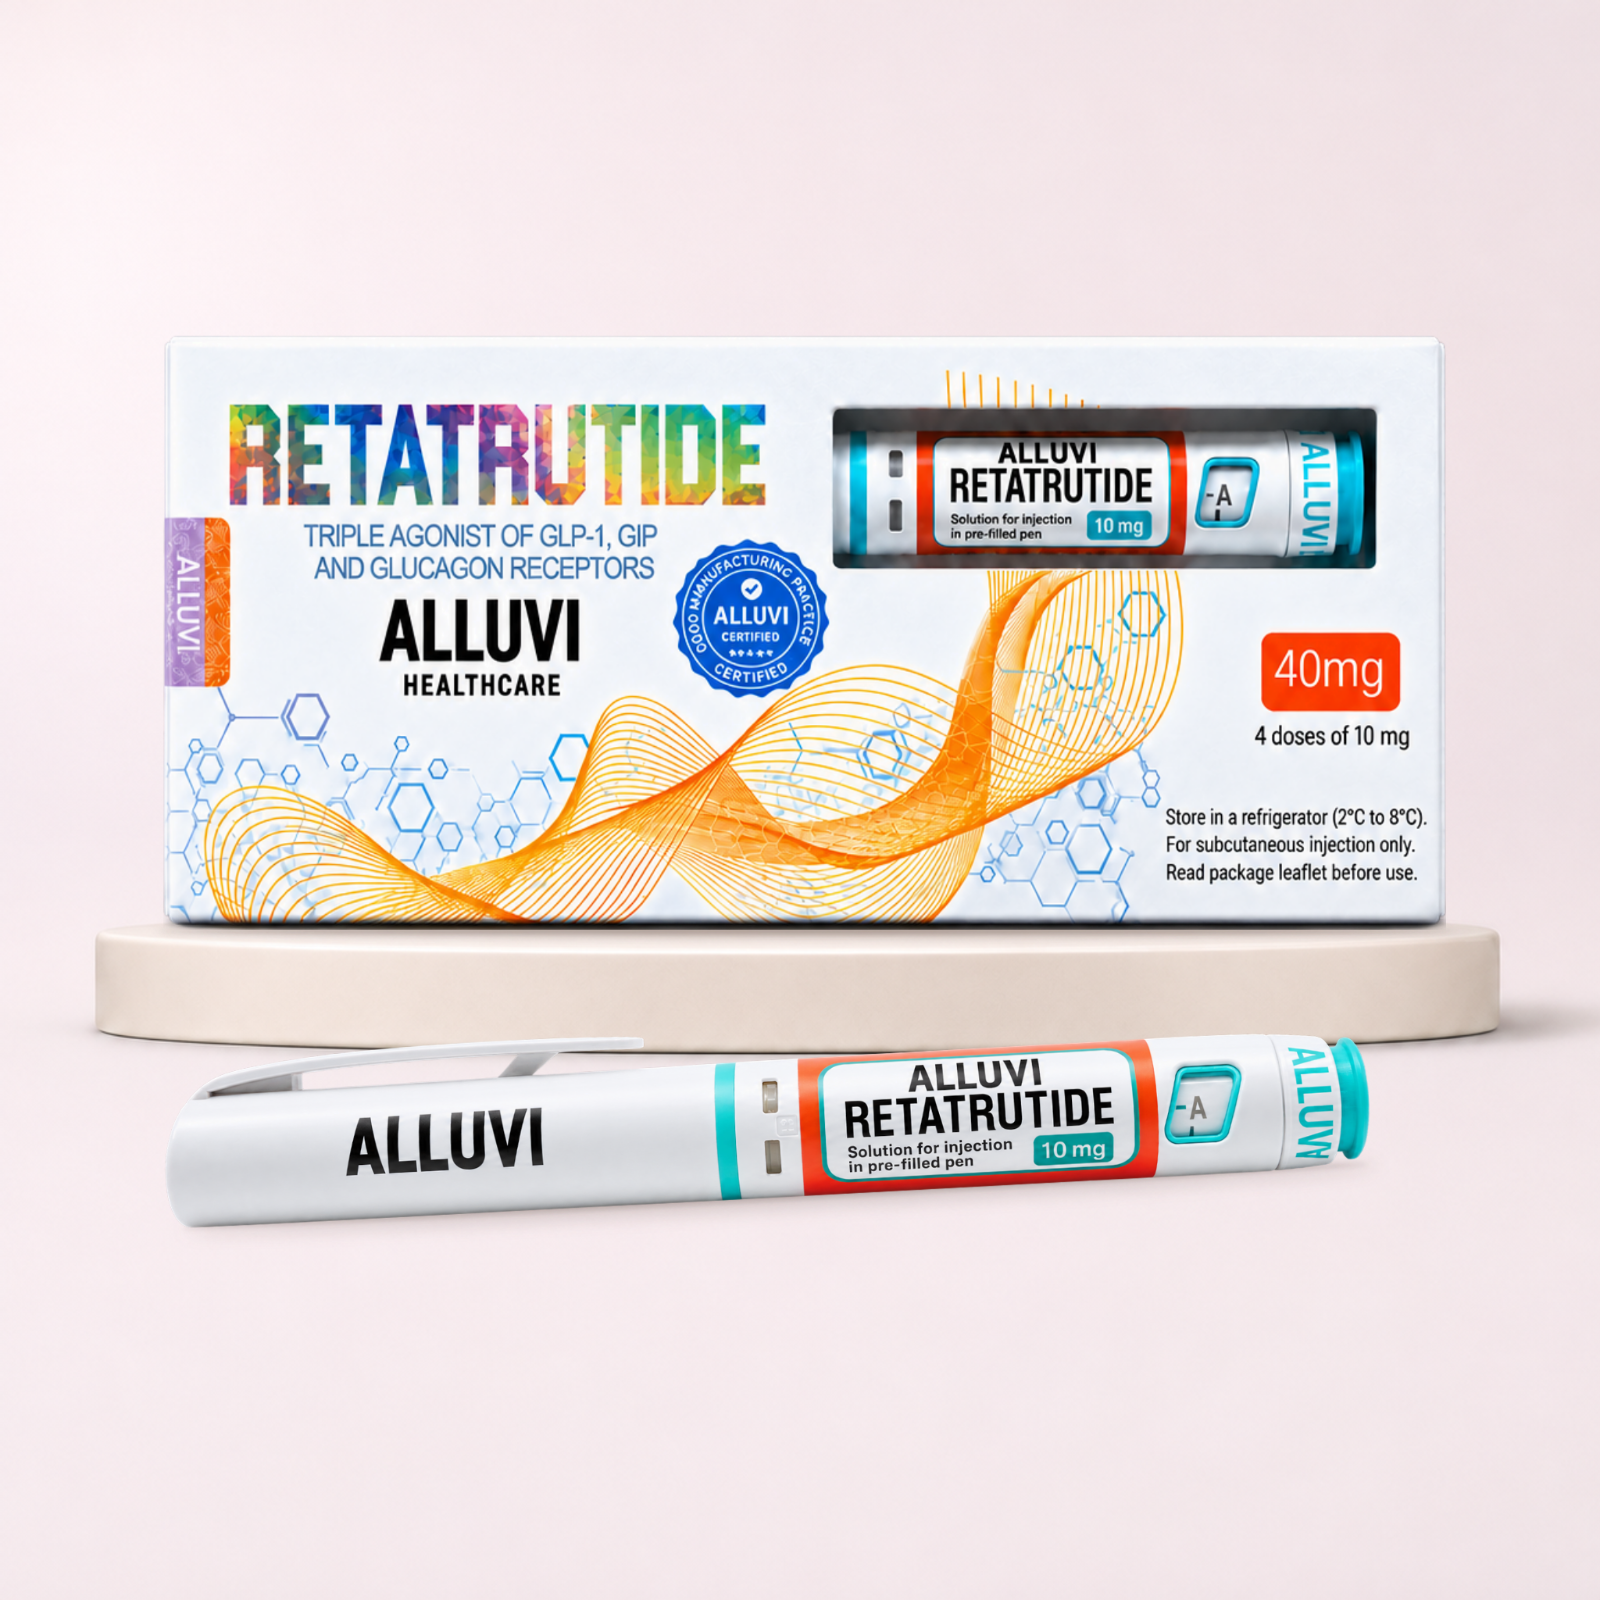 RETATRUTIDE
TRIPLE AGONIST OF GLP-1, GIP
AND GLUCAGON RECEPTORS
ALLUVI
HEALTHCARE
ALLUVI
MANUFACTURING PRACTICE
ALLUVI
CERTIFIED
CERTIFIED
ALLUVI
RETATRUTIDE
Solution for injection
in pre-filled pen
10 mg
-A
ALLUVI
40mg
4 doses of 10 mg
Store in a refrigerator (2°C to 8°C).
For subcutaneous injection only.
Read package leaflet before use.
ALLUVI
ALLUVI
RETATRUTIDE
Solution for injection
in pre-filled pen
10 mg
-A
ALLUVI